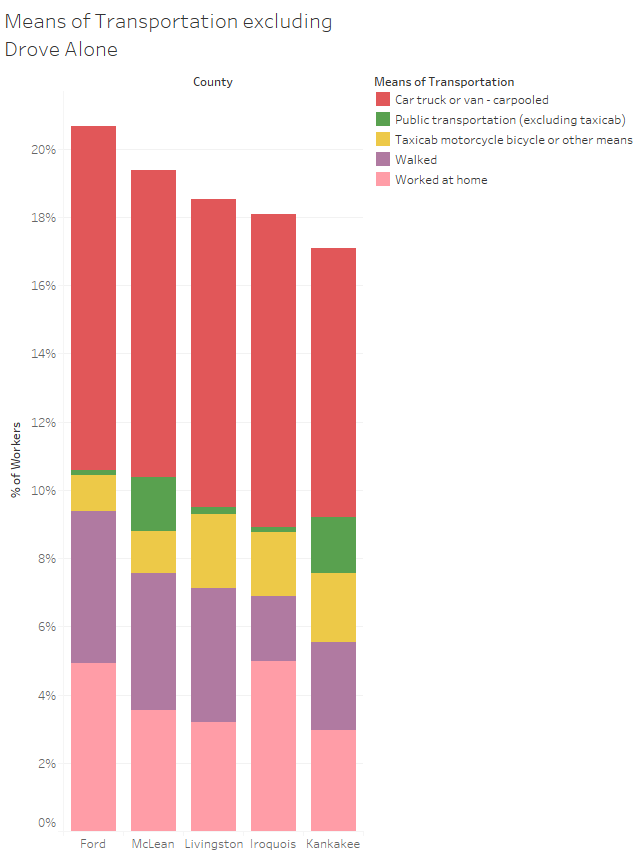 Means of Transportation excluding
Drove Alone
County
Means of Transportation
Car truck or van - carpooled
Public transportation (excluding taxicab)
Taxicab motorcycle bicycle or other means
Walked
Worked at home
% of Workers
20%
18%
16%
14%
12%
10%
8%
6%
4%
2%
0%
Ford McLean Livingston Iroquois Kankakee